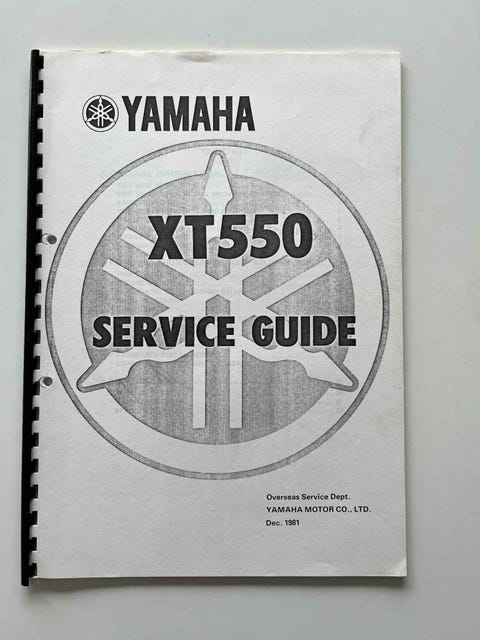 YAMAHA
XT550
SERVICE GUIDE
Overseas Service Dept.
YAMAHA MOTOR CO., LTD.
Dec. 1981